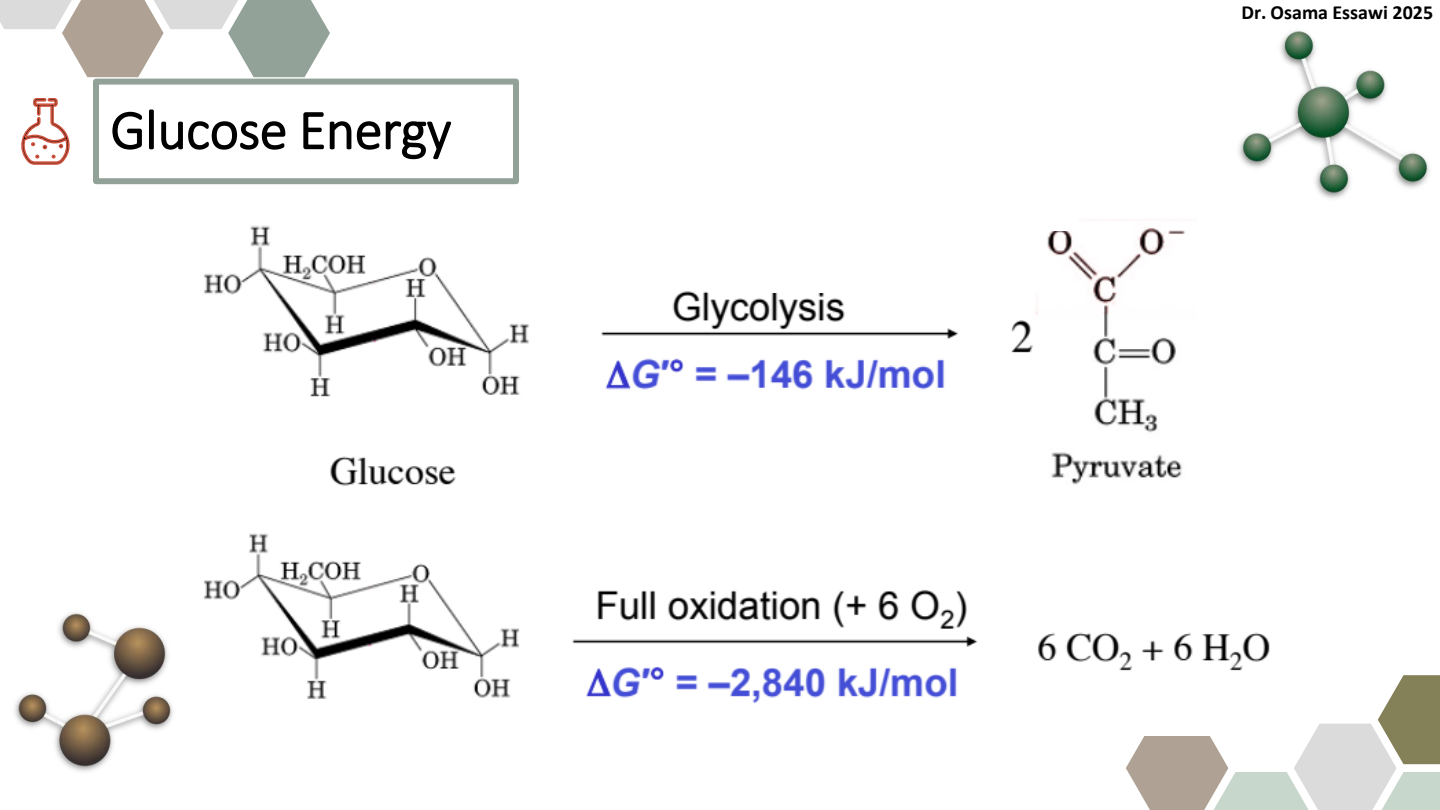 Dr. Osama Essawi 2025
Glucose Energy
H
H₂COH
O
HO
H
H
H
HO
OH
H
OH
Glucose
Glycolysis
ΔG′° = –146 kJ/mol
2
O
O⁻
C
C=O
CH₃
Pyruvate
H
H₂COH
O
HO
H
H
H
HO
OH
H
OH
Full oxidation (+ 6 O₂)
ΔG′° = –2,840 kJ/mol
6 CO₂ + 6 H₂O